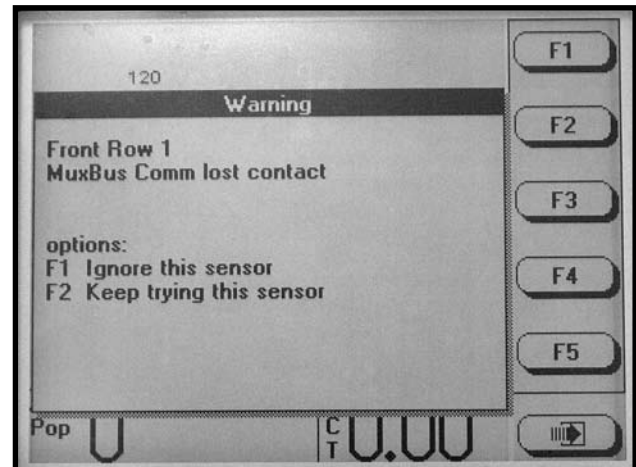 120
Warning
Front Row 1
MuxBus Comm lost contact
options:
F1 Ignore this sensor
F2 Keep trying this sensor
Pop
C
T
F1
F2
F3
F4
F5